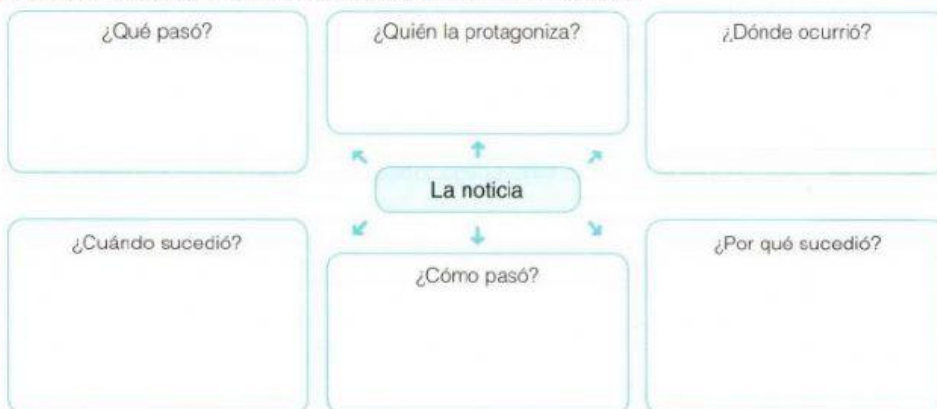 ¿Qué pasó?
¿Quién la protagoniza?
¿Dónde ocurrió?
La noticia
¿Cuándo sucedió?
¿Cómo pasó?
¿Por qué sucedió?